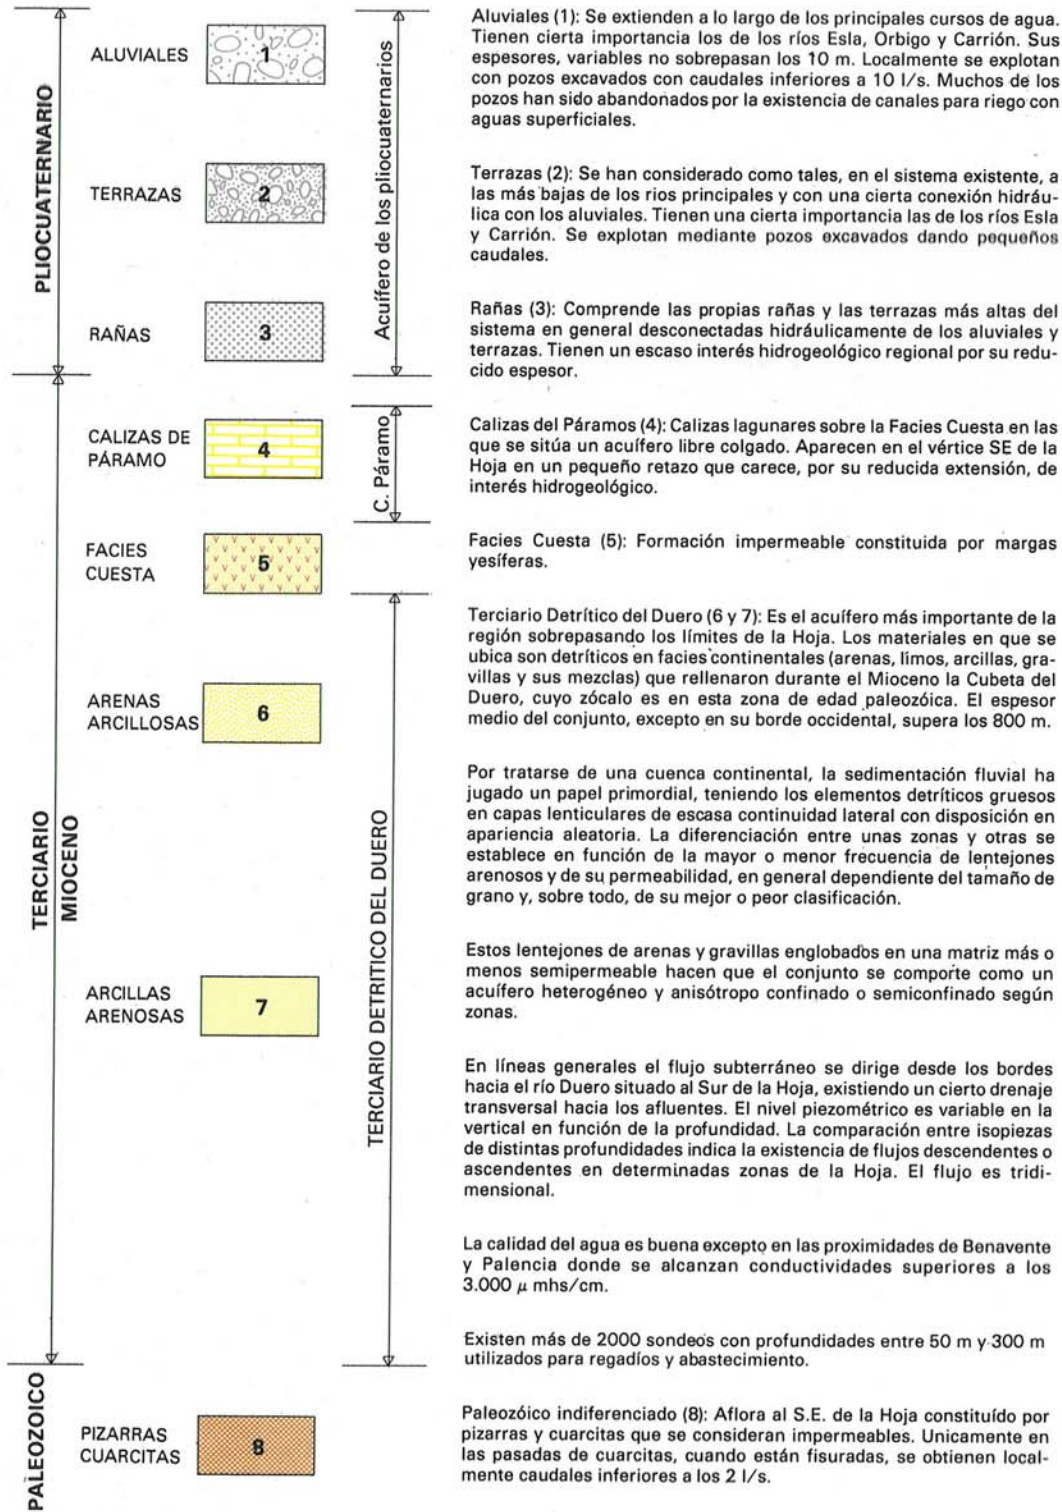 PLIOCUATERNARIO
ALUVIALES
1
TERRAZAS
2
RAÑAS
3
Acuífero de los pliocuaternarios
Aluviales (1): Se extienden a lo largo de los principales cursos de agua.
Tienen cierta importancia los de los ríos Esla, Orbigo y Carrión. Sus
espesores, variables no sobrepasan los 10 m. Localmente se explotan
con pozos excavados con caudales inferiores a 10 l/s. Muchos de los
pozos han sido abandonados por la existencia de canales para riego con
aguas superficiales.
Terrazas (2): Se han considerado como tales, en el sistema existente, a
las más bajas de los rios principales y con una cierta conexión hidráu-
lica con los aluviales. Tienen una cierta importancia las de los ríos Esla
y Carrión. Se explotan mediante pozos excavados dando pequeños
caudales.
Rañas (3): Comprende las propias rañas y las terrazas más altas del
sistema en general desconectadas hidráulicamente de los aluviales y
terrazas. Tienen un escaso interés hidrogeológico regional por su redu-
cido espesor.
TERCIARIO
MIOCENO
CALIZAS DE
PÁRAMO
4
C. Páramo
Calizas del Páramos (4): Calizas lagunares sobre la Facies Cuesta en las
que se sitúa un acuífero libre colgado. Aparecen en el vértice SE de la
Hoja en un pequeño retazo que carece, por su reducida extensión, de
interés hidrogeológico.
FACIES
CUESTA
5
Facies Cuesta (5): Formación impermeable constituida por margas
yesíferas.
ARENAS
ARCILLOSAS
6
ARCILLAS
ARENOSAS
7
TERCIARIO DETRITICO DEL DUERO
Terciario Detrítico del Duero (6 y 7): Es el acuífero más importante de la
región sobrepasando los límites de la Hoja. Los materiales en que se
ubica son detríticos en facies continentales (arenas, limos, arcillas, gra-
villas y sus mezclas) que rellenaron durante el Mioceno la Cubeta del
Duero, cuyo zócalo es en esta zona de edad paleozóica. El espesor
medio del conjunto, excepto en su borde occidental, supera los 800 m.
Por tratarse de una cuenca continental, la sedimentación fluvial ha
jugado un papel primordial, teniendo los elementos detríticos gruesos
en capas lenticulares de escasa continuidad lateral con disposición en
apariencia aleatoria. La diferenciación entre unas zonas y otras se
establece en función de la mayor o menor frecuencia de lentejones
arenosos y de su permeabilidad, en general dependiente del tamaño de
grano y, sobre todo, de su mejor o peor clasificación.
Estos lentejones de arenas y gravillas englobados en una matriz más o
menos semipermeable hacen que el conjunto se comporte como un
acuífero heterogéneo y anisótropo confinado o semiconfinado según
zonas.
En líneas generales el flujo subterráneo se dirige desde los bordes
hacia el río Duero situado al Sur de la Hoja, existiendo un cierto drenaje
transversal hacia los afluentes. El nivel piezométrico es variable en la
vertical en función de la profundidad. La comparación entre isopiezas
de distintas profundidades indica la existencia de flujos descendentes o
ascendentes en determinadas zonas de la Hoja. El flujo es tridi-
mensional.
La calidad del agua es buena excepto en las proximidades de Benavente
y Palencia donde se alcanzan conductividades superiores a los
3.000 μ mhs/cm.
Existen más de 2000 sondeos con profundidades entre 50 m y 300 m
utilizados para regadíos y abastecimiento.
PALEOZOICO
PIZARRAS
CUARCITAS
8
Paleozóico indiferenciado (8): Aflora al S.E. de la Hoja constituído por
pizarras y cuarcitas que se consideran impermeables. Unicamente en
las pasadas de cuarcitas, cuando están fisuradas, se obtienen local-
mente caudales inferiores a los 2 l/s.